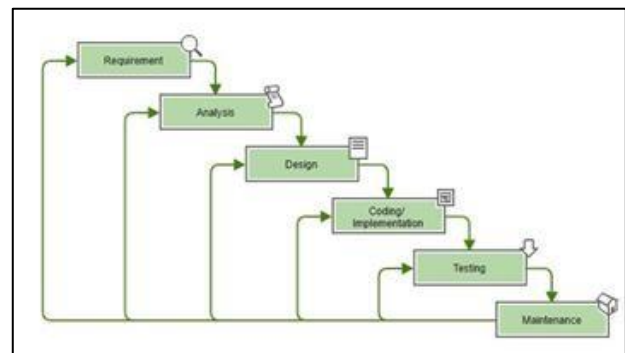 Requirement
Analysis
Design
Coding/
Implementation
Testing
Maintenance